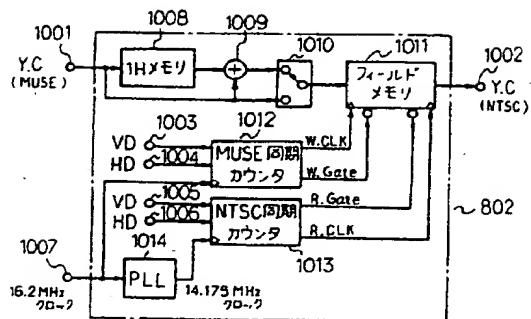 1001
Y.C
(MUSE)
1008
1Hメモリ
1009
1010
1011
フィールド
メモリ
1002
Y.C
(NTSC)
1003
VD
HD
1004
1012
MUSE同期
カウンタ
W.CLK
W.Gate
1005
VD
HD
1006
NTSC同期
カウンタ
1013
R.Gate
R.CLK
802
1007
1014
PLL
16.2MHz
クロック
14.175MHz
クロック